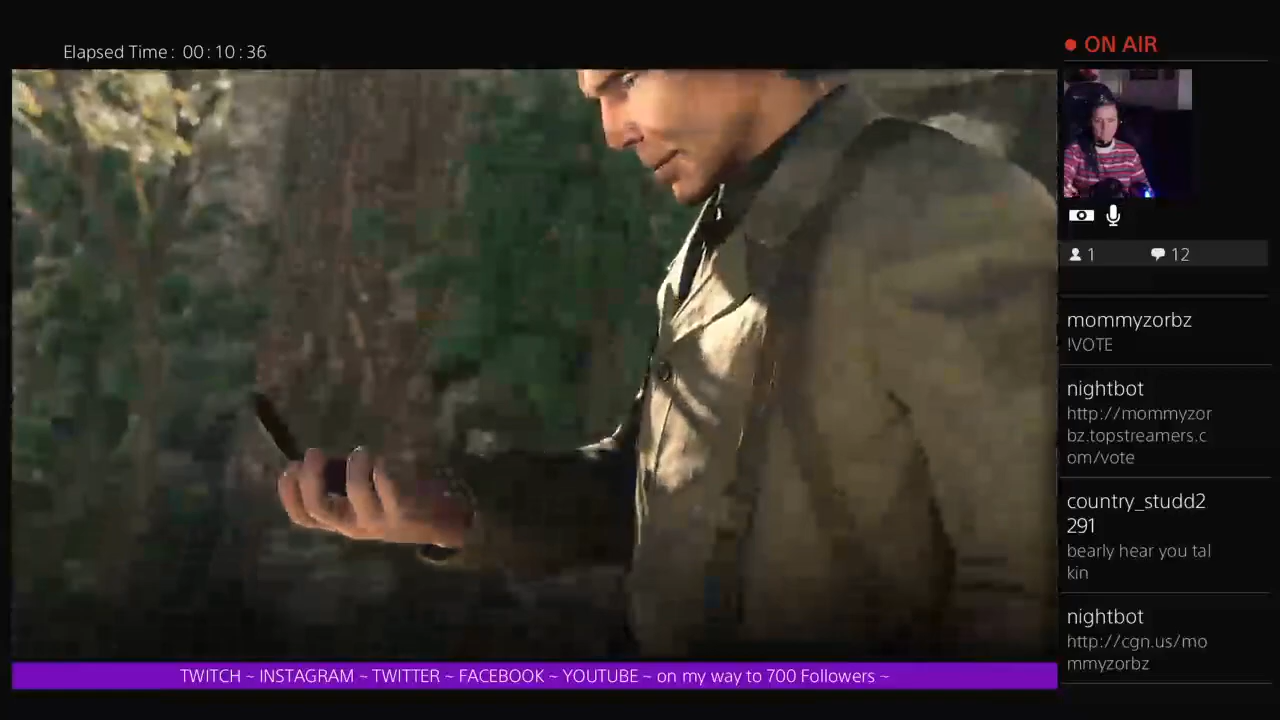 Elapsed Time: 00:10:36
ON AIR
1 12
mommyzorbz
!VOTE
nightbot
http://mommyzor
bz.topstreamers.c
om/vote
country_studd2
291
bearly hear you tal
kin
nightbot
http://cgn.us/mo
mmyzorbz
TWITCH ~ INSTAGRAM ~ TWITTER ~ FACEBOOK ~ YOUTUBE ~ on my way to 700 Followers ~